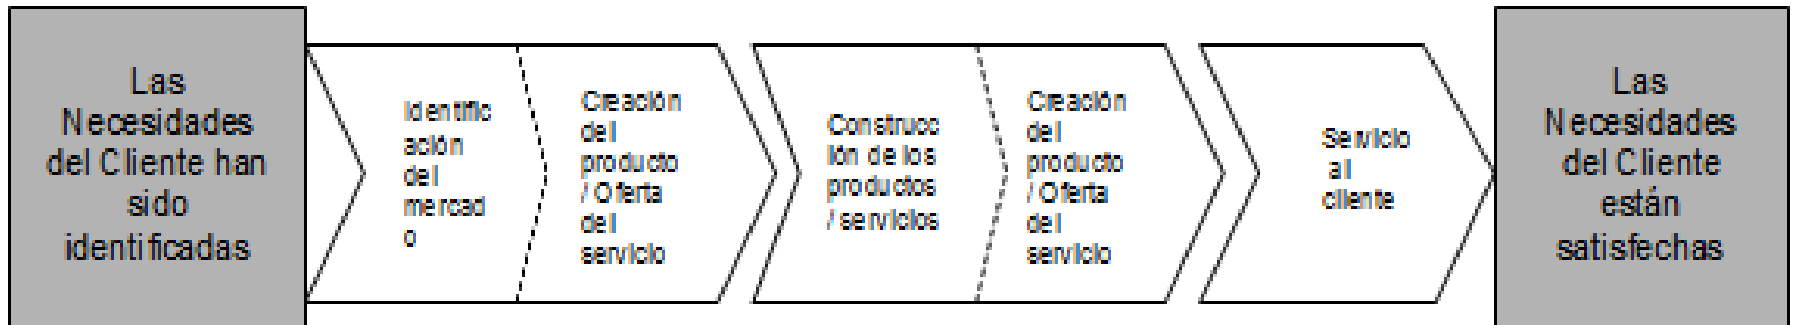 Las
Necesidades
del Cliente han
sido
identificadas
Identific
ación
del
mercad
o
Creación
del
producto
/ Oferta
del
servicio
Construcc
ión de los
productos
/ servicios
Creación
del
producto
/ Oferta
del
servicio
Servicio
al
cliente
Las
Necesidades
del Cliente
están
satisfechas